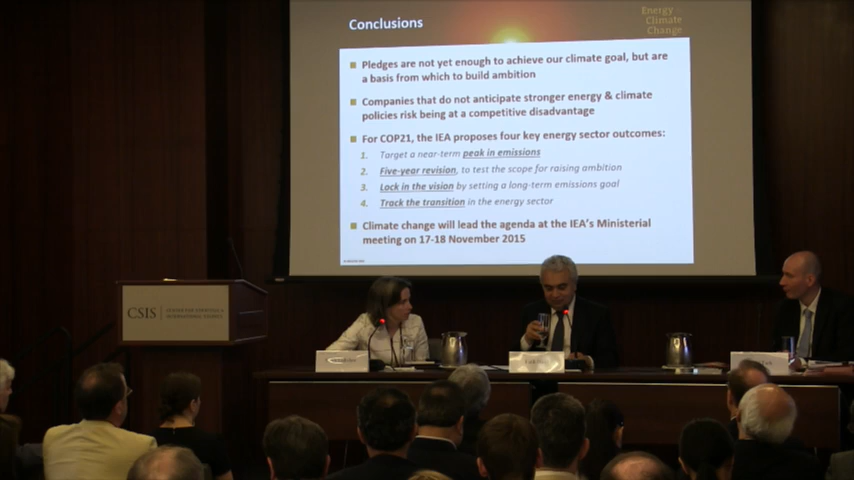 Conclusions
Energy
Climate
Change
Pledges are not yet enough to achieve our climate goal, but are
a basis from which to build ambition
Companies that do not anticipate stronger energy & climate
policies risk being at a competitive disadvantage
For COP21, the IEA proposes four key energy sector outcomes:
1. Target a near-term peak in emissions
2. Five-year revision, to test the scope for raising ambition
3. Lock in the vision by setting a long-term emissions goal
4. Track the transition in the energy sector
Climate change will lead the agenda at the IEA's Ministerial
meeting on 17-18 November 2015
CSIS
CENTER FOR STRATEGIC &
INTERNATIONAL STUDIES